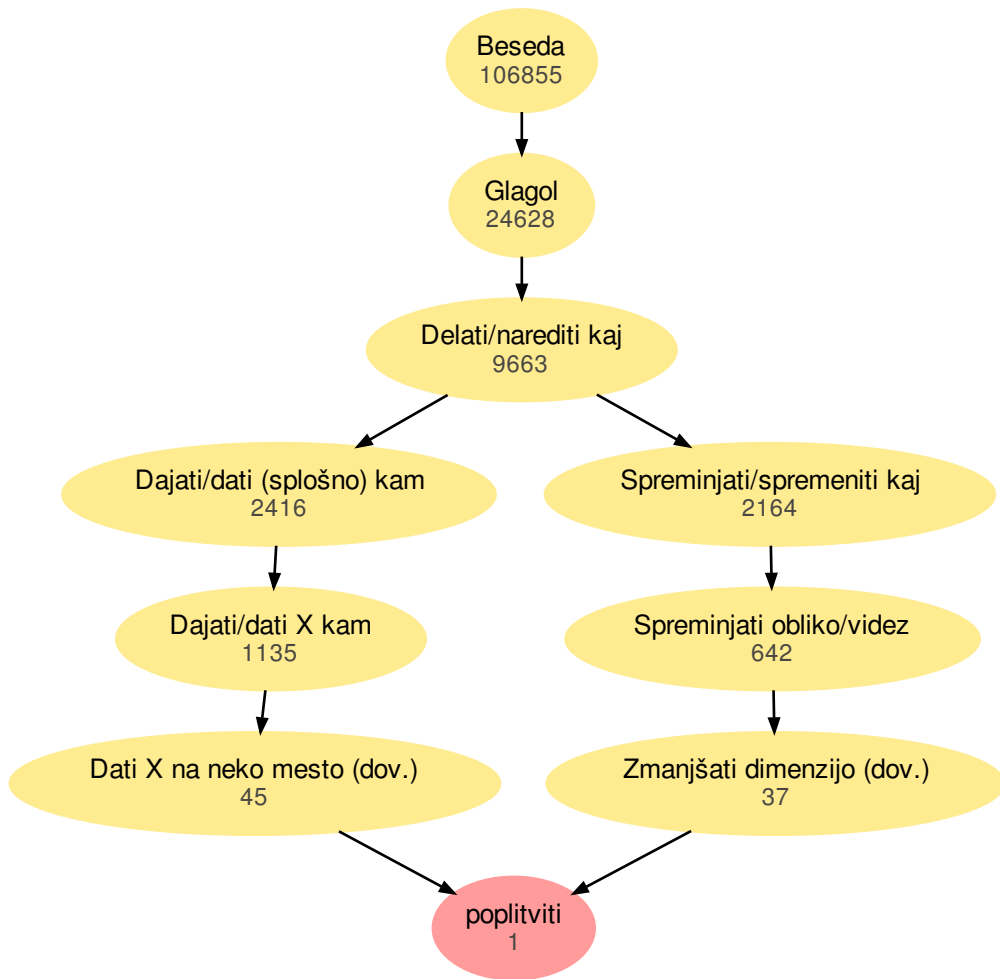 Beseda
106855
Glagol
24628
Delati/narediti kaj
9663
Dajati/dati (splošno) kam
2416
Spreminjati/spremeniti kaj
2164
Dajati/dati X kam
1135
Spreminjati obliko/videz
642
Dati X na neko mesto (dov.)
45
Zmanjšati dimenzijo (dov.)
37
poplitviti
1